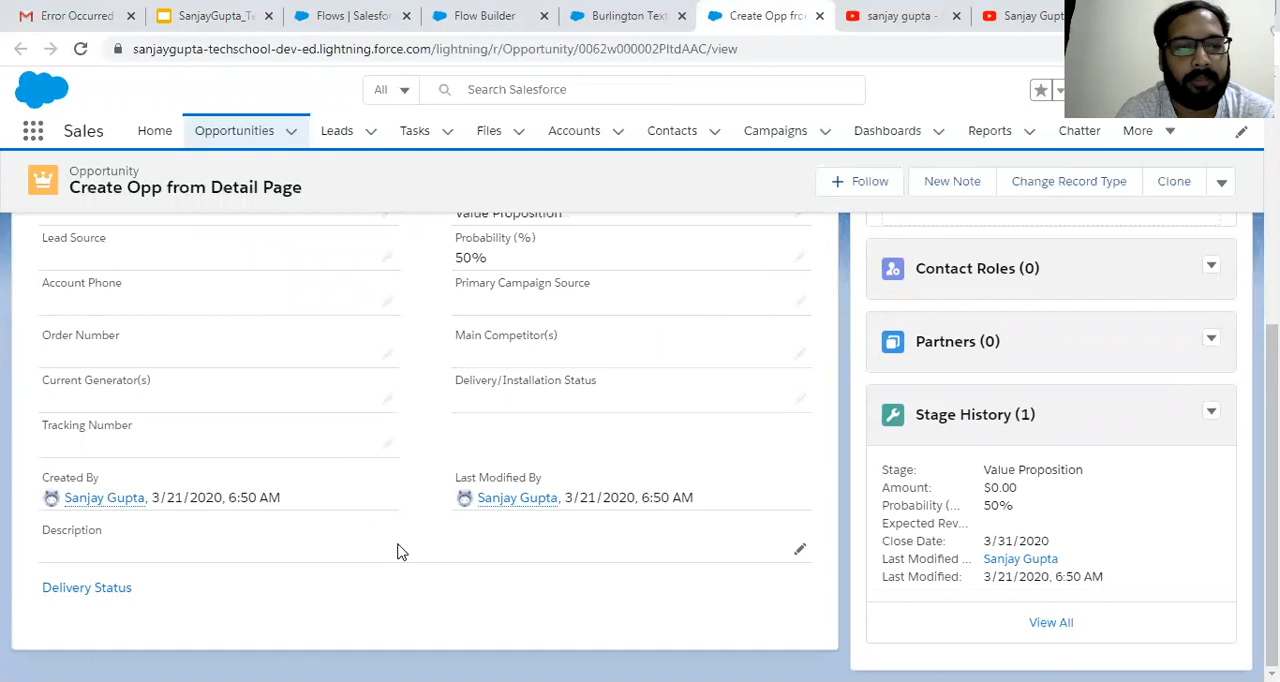 Error Occurred
SanjayGupta_Te
Flows | Salesfor
Flow Builder
Burlington Text
Create Opp fro
sanjay gupta -
Sanjay Gupt
sanjaygupta-techschool-dev-ed.lightning.force.com/lightning/r/Opportunity/0062w000002PItdAAC/view
All
Search Salesforce
Sales
Home
Opportunities
Leads
Tasks
Files
Accounts
Contacts
Campaigns
Dashboards
Reports
Chatter
More
Opportunity
Create Opp from Detail Page
+ Follow
New Note
Change Record Type
Clone
Value Proposition
Lead Source
Probability (%)
50%
Account Phone
Primary Campaign Source
Order Number
Main Competitor(s)
Current Generator(s)
Delivery/Installation Status
Tracking Number
Created By
Sanjay Gupta, 3/21/2020, 6:50 AM
Last Modified By
Sanjay Gupta, 3/21/2020, 6:50 AM
Description
Delivery Status
Contact Roles (0)
Partners (0)
Stage History (1)
Stage: Value Proposition
Amount: $0.00
Probability (... 50%
Expected Rev...
Close Date: 3/31/2020
Last Modified ... Sanjay Gupta
Last Modified: 3/21/2020, 6:50 AM
View All